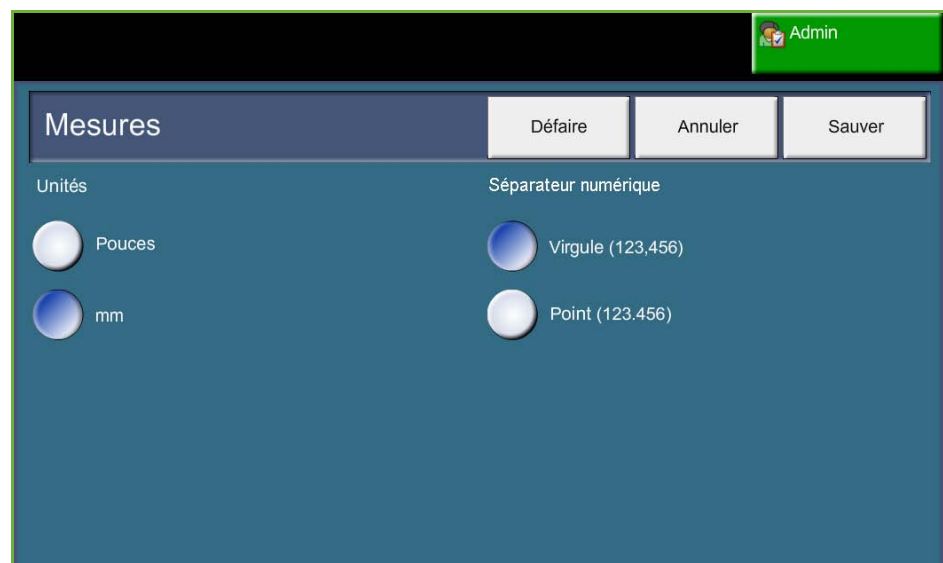 Admin
Mesures
Défaire
Annuler
Sauver
Unités
Séparateur numérique
Pouces
Virgule (123,456)
mm
Point (123.456)